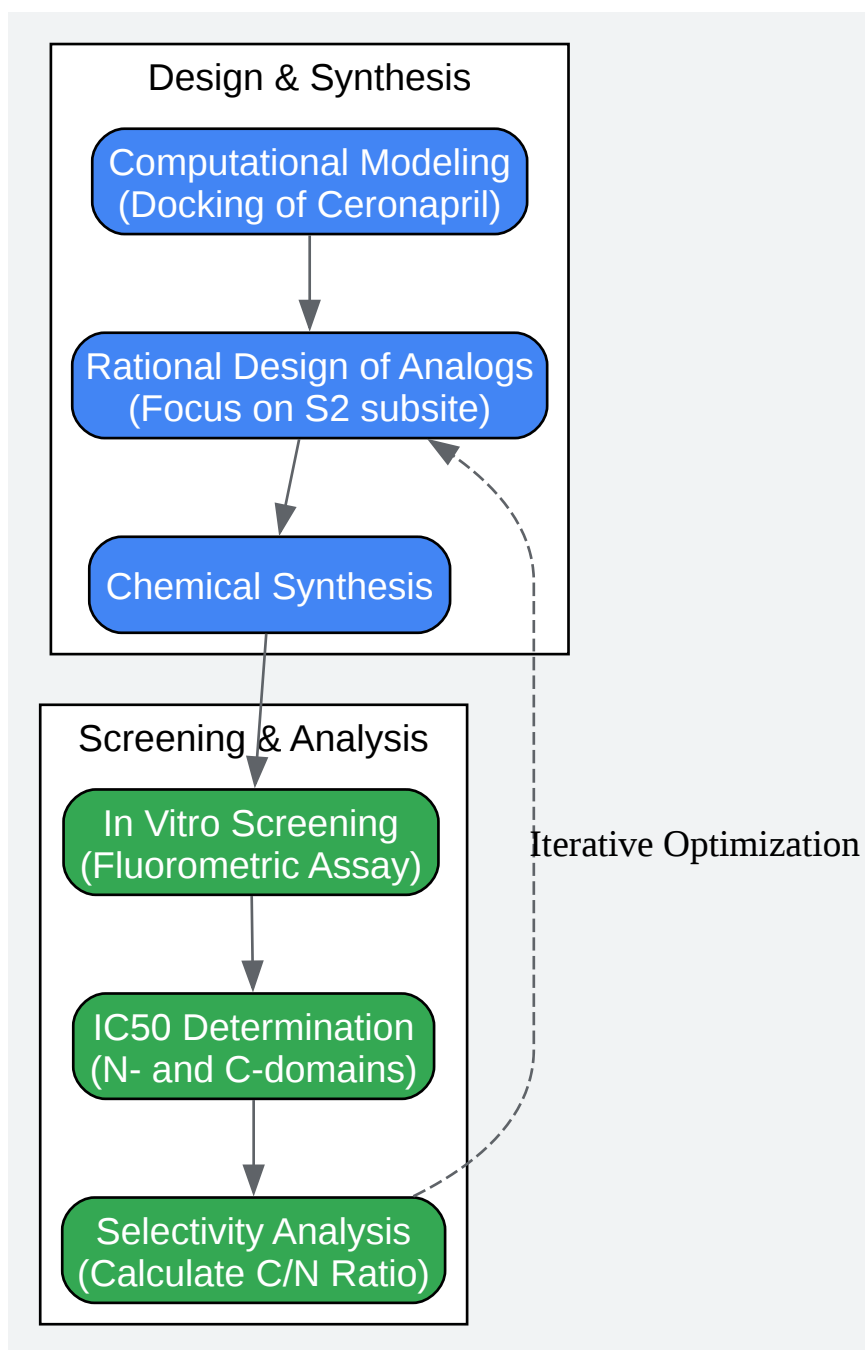 Design & Synthesis
Computational Modeling
(Docking of Ceronapril)
Rational Design of Analogs
(Focus on S2 subsite)
Chemical Synthesis
Screening & Analysis
In Vitro Screening
(Fluorometric Assay)
Iterative Optimization
IC50 Determination
(N- and C-domains)
Selectivity Analysis
(Calculate C/N Ratio)